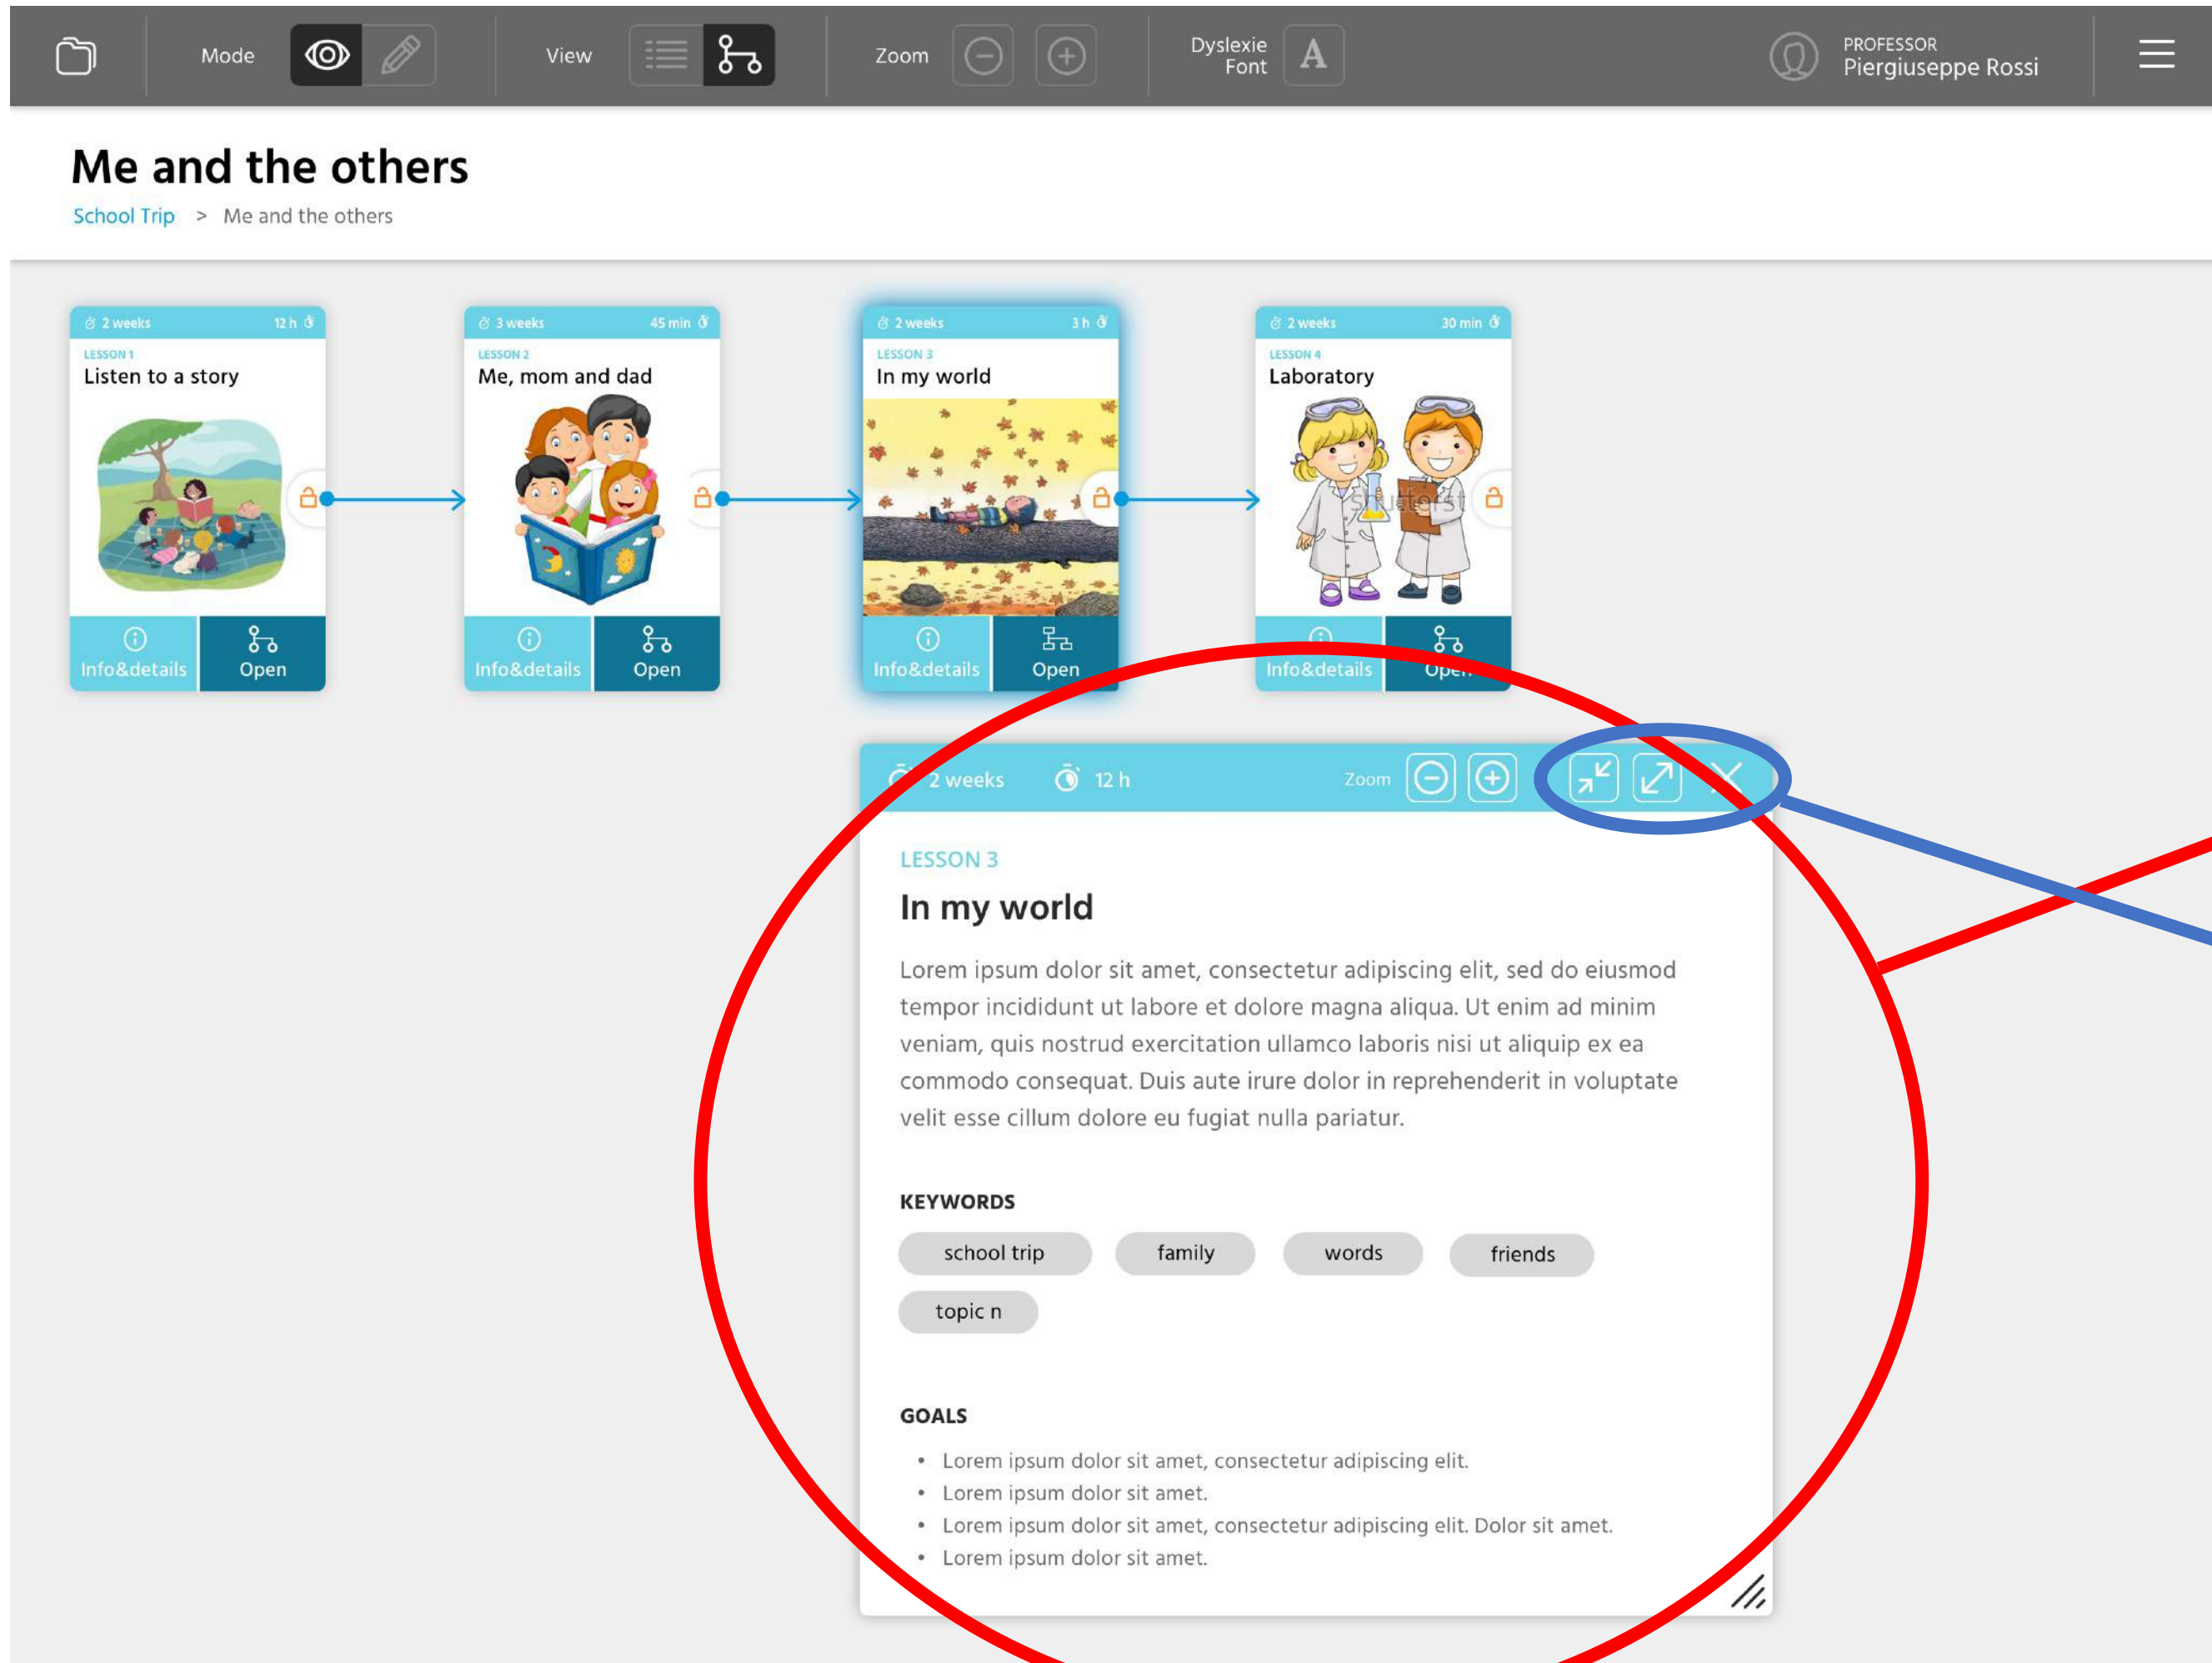 Mode View Zoom Dyslexie Font A PROFESSOR Piergiuseppe Rossi
Me and the others
School Trip > Me and the others
2 weeks 12 h
LESSON 1
Listen to a story
Info&details Open
3 weeks 45 min
LESSON 2
Me, mom and dad
Info&details Open
2 weeks 3 h
LESSON 3
In my world
Info&details Open
2 weeks 30 min
LESSON 4
Laboratory
Info&details Open
2 weeks 12 h Zoom
LESSON 3
In my world
Lorem ipsum dolor sit amet, consectetur adipiscing elit, sed do eiusmod
tempor incididunt ut labore et dolore magna aliqua. Ut enim ad minim
veniam, quis nostrud exercitation ullamco laboris nisi ut aliquip ex ea
commodo consequat. Duis aute irure dolor in reprehenderit in voluptate
velit esse cillum dolore eu fugiat nulla pariatur.
KEYWORDS
school trip family words friends
topic n
GOALS
• Lorem ipsum dolor sit amet, consectetur adipiscing elit.
• Lorem ipsum dolor sit amet.
• Lorem ipsum dolor sit amet, consectetur adipiscing elit. Dolor sit amet.
• Lorem ipsum dolor sit amet.